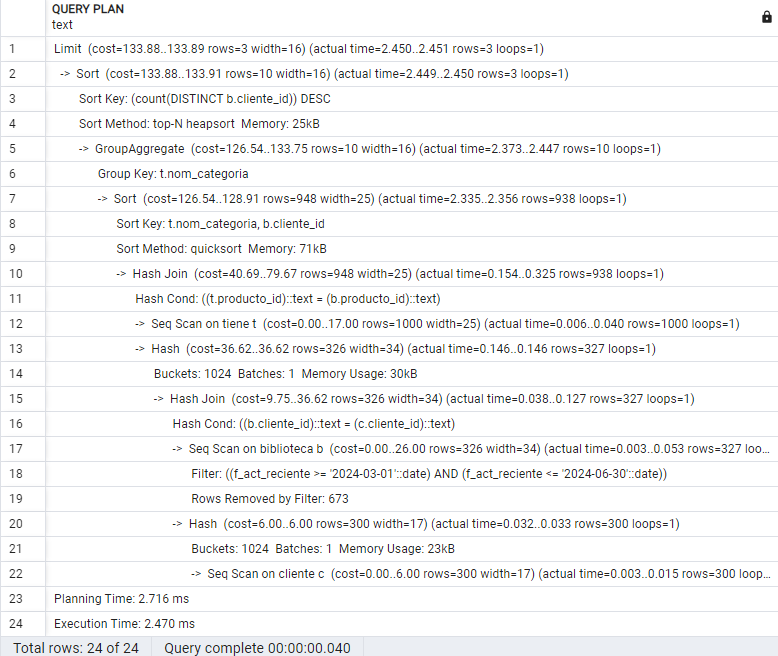 QUERY PLAN
text
1 Limit (cost=133.88..133.89 rows=3 width=16) (actual time=2.450..2.451 rows=3 loops=1)
2 -> Sort (cost=133.88..133.91 rows=10 width=16) (actual time=2.449..2.450 rows=3 loops=1)
3 Sort Key: (count(DISTINCT b.cliente_id)) DESC
4 Sort Method: top-N heapsort Memory: 25kB
5 -> GroupAggregate (cost=126.54..133.75 rows=10 width=16) (actual time=2.373..2.447 rows=10 loops=1)
6 Group Key: t.nom_categoria
7 -> Sort (cost=126.54..128.91 rows=948 width=25) (actual time=2.335..2.356 rows=938 loops=1)
8 Sort Key: t.nom_categoria, b.cliente_id
9 Sort Method: quicksort Memory: 71kB
10 -> Hash Join (cost=40.69..79.67 rows=948 width=25) (actual time=0.154..0.325 rows=938 loops=1)
11 Hash Cond: ((t.producto_id)::text = (b.producto_id)::text)
12 -> Seq Scan on tiene t (cost=0.00..17.00 rows=1000 width=25) (actual time=0.006..0.040 rows=1000 loops=1)
13 -> Hash (cost=36.62..36.62 rows=326 width=34) (actual time=0.146..0.146 rows=327 loops=1)
14 Buckets: 1024 Batches: 1 Memory Usage: 30kB
15 -> Hash Join (cost=9.75..36.62 rows=326 width=34) (actual time=0.038..0.127 rows=327 loops=1)
16 Hash Cond: ((b.cliente_id)::text = (c.cliente_id)::text)
17 -> Seq Scan on biblioteca b (cost=0.00..26.00 rows=326 width=34) (actual time=0.003..0.053 rows=327 loo...
18 Filter: ((f_act_reciente >= '2024-03-01'::date) AND (f_act_reciente <= '2024-06-30'::date))
19 Rows Removed by Filter: 673
20 -> Hash (cost=6.00..6.00 rows=300 width=17) (actual time=0.032..0.033 rows=300 loops=1)
21 Buckets: 1024 Batches: 1 Memory Usage: 23kB
22 -> Seq Scan on cliente c (cost=0.00..6.00 rows=300 width=17) (actual time=0.003..0.015 rows=300 loop...
23 Planning Time: 2.716 ms
24 Execution Time: 2.470 ms
Total rows: 24 of 24 Query complete 00:00:00.040